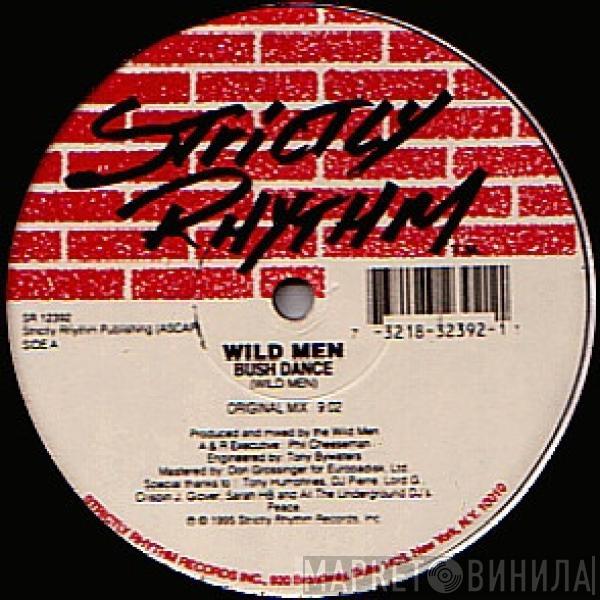 STRICTLY
RHYTHM
T.M.
SR 12392
Strictly Rhythm Publishing (ASCAP)
SIDE A
7 -3218-32392-1
WILD MEN
BUSH DANCE
(WILD MEN)
ORIGINAL MIX 9:02
Produced and mixed by the Wild Men
A & R Executive: Phil Cheeseman
Engineered by: Tony Bywaters
Mastered by: Don Grossinger for Europadisk, Ltd.
Special thanks to : Tony Humphries, DJ Pierre, Lord G.,
Crispin J. Glover, Sarah HB and All The Underground DJ's.
Peace.
℗ © 1995 Strictly Rhythm Records, Inc.
STRICTLY RHYTHM RECORDS INC., 920 Broadway, Suite 1403, New York, N.Y. 10010
МАРКЕТ ВИНИЛА